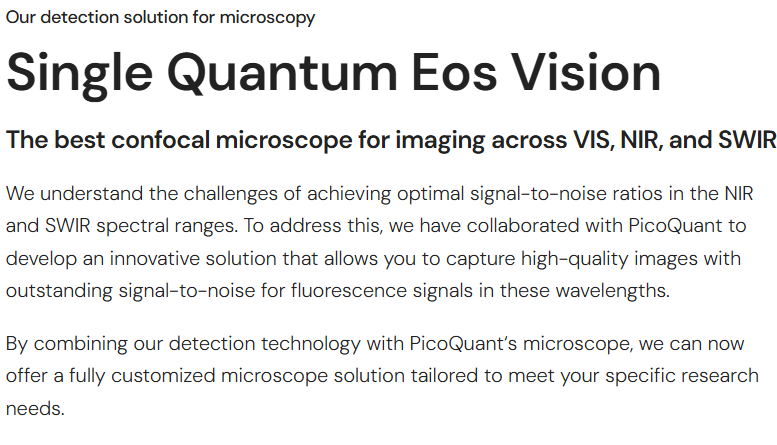 Our detection solution for microscopy
Single Quantum Eos Vision
The best confocal microscope for imaging across VIS, NIR, and SWIR
We understand the challenges of achieving optimal signal-to-noise ratios in the NIR
and SWIR spectral ranges. To address this, we have collaborated with PicoQuant to
develop an innovative solution that allows you to capture high-quality images with
outstanding signal-to-noise for fluorescence signals in these wavelengths.
By combining our detection technology with PicoQuant’s microscope, we can now
offer a fully customized microscope solution tailored to meet your specific research
needs.